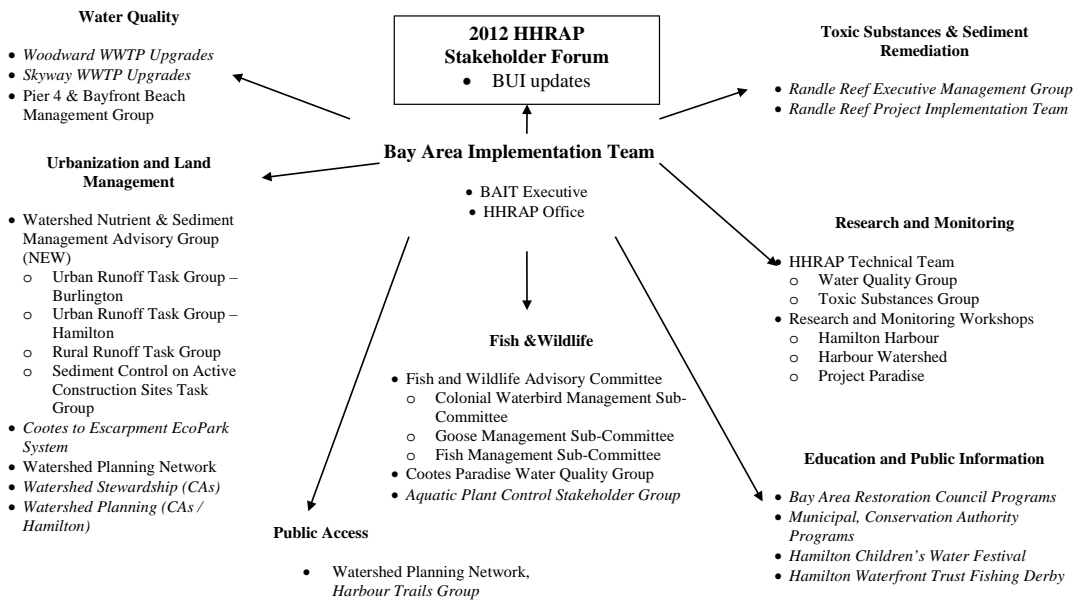 Water Quality
• Woodward WWTP Upgrades
• Skyway WWTP Upgrades
• Pier 4 & Bayfront Beach
Management Group
2012 HHRAP
Stakeholder Forum
• BUI updates
Toxic Substances & Sediment
Remediation
• Randle Reef Executive Management Group
• Randle Reef Project Implementation Team
Bay Area Implementation Team
• BAIT Executive
• HHRAP Office
Urbanization and Land
Management
• Watershed Nutrient & Sediment
Management Advisory Group
(NEW)
o Urban Runoff Task Group –
Burlington
o Urban Runoff Task Group –
Hamilton
o Rural Runoff Task Group
o Sediment Control on Active
Construction Sites Task
Group
• Cootes to Escarpment EcoPark
System
• Watershed Planning Network
• Watershed Stewardship (CAs)
• Watershed Planning (CAs /
Hamilton)
Research and Monitoring
• HHRAP Technical Team
o Water Quality Group
o Toxic Substances Group
• Research and Monitoring Workshops
o Hamilton Harbour
o Harbour Watershed
o Project Paradise
Fish &Wildlife
• Fish and Wildlife Advisory Committee
o Colonial Waterbird Management Sub-
Committee
o Goose Management Sub-Committee
o Fish Management Sub-Committee
• Cootes Paradise Water Quality Group
• Aquatic Plant Control Stakeholder Group
Education and Public Information
• Bay Area Restoration Council Programs
• Municipal, Conservation Authority
Programs
• Hamilton Children's Water Festival
• Hamilton Waterfront Trust Fishing Derby
Public Access
• Watershed Planning Network,
Harbour Trails Group